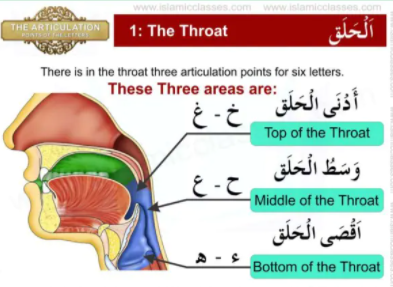 www.islamicclasses.com www.islamicclasses.com
THE ARTICULATION
POINTS OF THE LETTERS
1: The Throat
اَلْحَلَق
There is in the throat three articulation points for six letters.
These Three areas are:
خ - غ
أَدْنَى الْحَلَق
Top of the Throat
ح - ع
وَسَطُ الْحَلَق
Middle of the Throat
ء - ه
اَقْصَى الْحَلَق
Bottom of the Throat